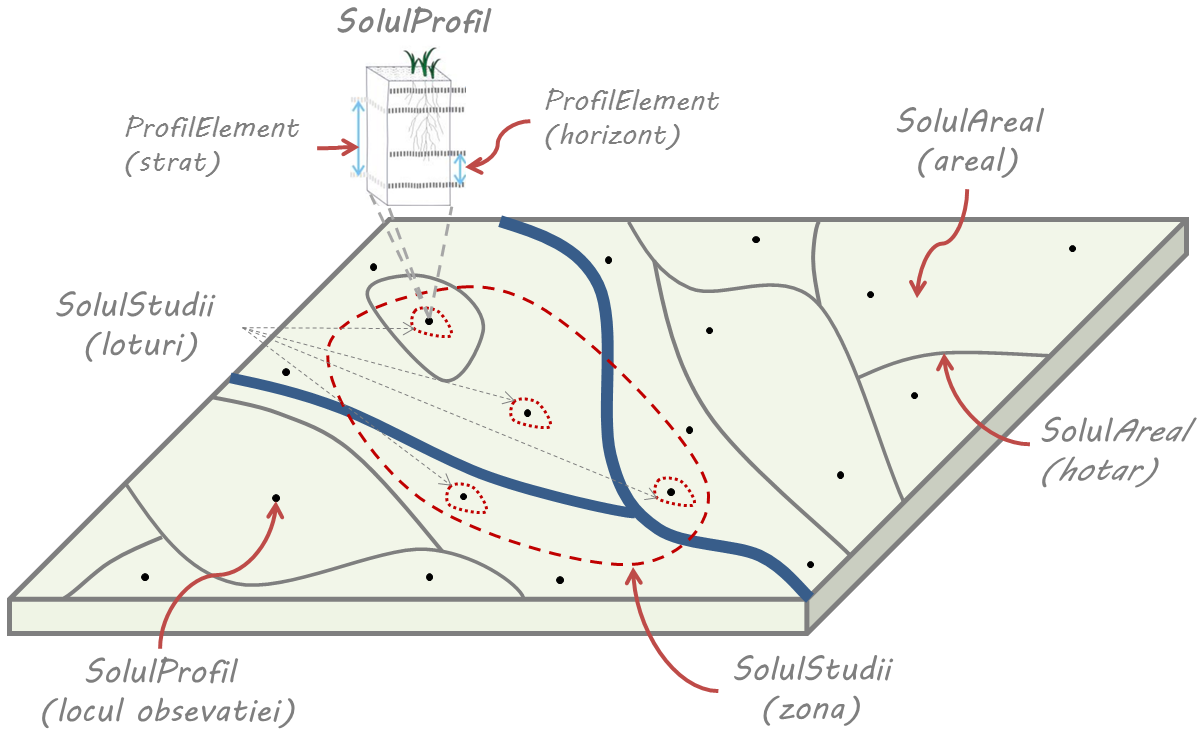 SolulProfil
ProfilElement
(strat)
ProfilElement
(horizont)
SolulAreal
(areal)
SolulStudii
(loturi)
SolulAreal
(hotar)
SolulProfil
(locul obsevatiei)
SolulStudii
(zona)